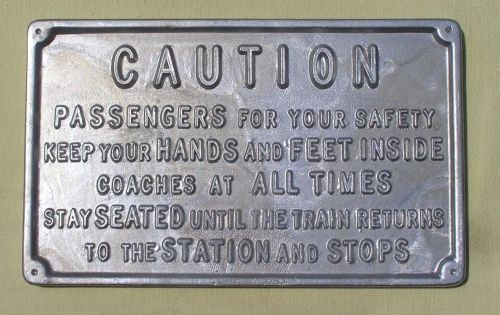 CAUTION
PASSENGERS FOR YOUR SAFETY
KEEP YOUR HANDS AND FEET INSIDE
COACHES AT ALL TIMES
STAY SEATED UNTIL THE TRAIN RETURNS
TO THE STATION AND STOPS